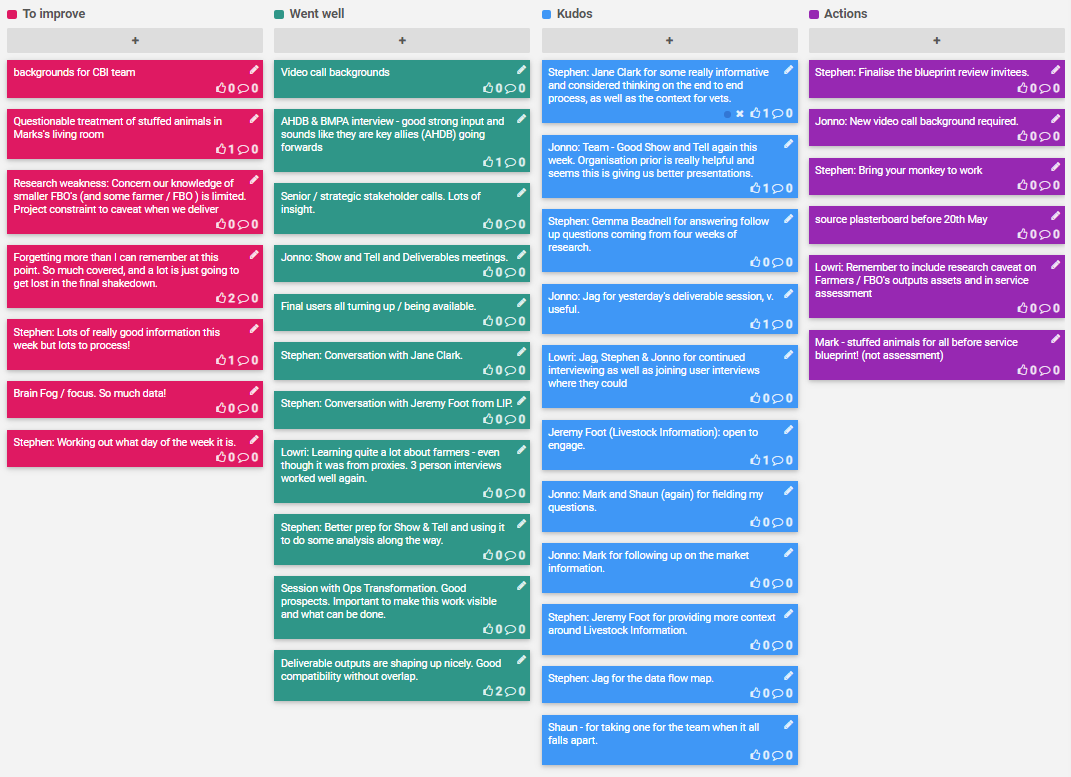 To improve
+
backgrounds for CBI team
0 0
Questionable treatment of stuffed animals in
Marks's living room
1 0
Research weakness: Concern our knowledge of
smaller FBO's (and some farmer / FBO ) is limited.
Project constraint to caveat when we deliver
0 0
Forgetting more than I can remember at this
point. So much covered, and a lot is just going to
get lost in the final shakedown.
2 0
Stephen: Lots of really good information this
week but lots to process!
1 0
Brain Fog / focus. So much data!
0 0
Stephen: Working out what day of the week it is.
0 0
Went well
+
Video call backgrounds
0 0
AHDB & BMPA interview - good strong input and
sounds like they are key allies (AHDB) going
forwards
1 0
Senior / strategic stakeholder calls. Lots of
insight.
0 0
Jonno: Show and Tell and Deliverables meetings.
0 0
Final users all turning up / being available.
0 0
Stephen: Conversation with Jane Clark.
0 0
Stephen: Conversation with Jeremy Foot from LIP.
0 0
Lowri: Learning quite a lot about farmers - even
though it was from proxies. 3 person interviews
worked well again.
0 0
Stephen: Better prep for Show & Tell and using it
to do some analysis along the way.
0 0
Session with Ops Transformation. Good
prospects. Important to make this work visible
and what can be done.
0 0
Deliverable outputs are shaping up nicely. Good
compatibility without overlap.
2 0
Kudos
+
Stephen: Jane Clark for some really informative
and considered thinking on the end to end
process, as well as the context for vets.
1 0
Jonno: Team - Good Show and Tell again this
week. Organisation prior is really helpful and
seems this is giving us better presentations.
1 0
Stephen: Gemma Beadnell for answering follow
up questions coming from four weeks of
research.
0 0
Jonno: Jag for yesterday's deliverable session, v.
useful.
1 0
Lowri: Jag, Stephen & Jonno for continued
interviewing as well as joining user interviews
where they could
0 0
Jeremy Foot (Livestock Information): open to
engage.
1 0
Jonno: Mark and Shaun (again) for fielding my
questions.
0 0
Jonno: Mark for following up on the market
information.
0 0
Stephen: Jeremy Foot for providing more context
around Livestock Information.
0 0
Stephen: Jag for the data flow map.
0 0
Shaun - for taking one for the team when it all
falls apart.
0 0
Actions
+
Stephen: Finalise the blueprint review invitees.
0 0
Jonno: New video call background required.
0 0
Stephen: Bring your monkey to work
0 0
source plasterboard before 20th May
0 0
Lowri: Remember to include research caveat on
Farmers / FBO's outputs assets and in service
assessment
0 0
Mark - stuffed animals for all before service
blueprint! (not assessment)
0 0